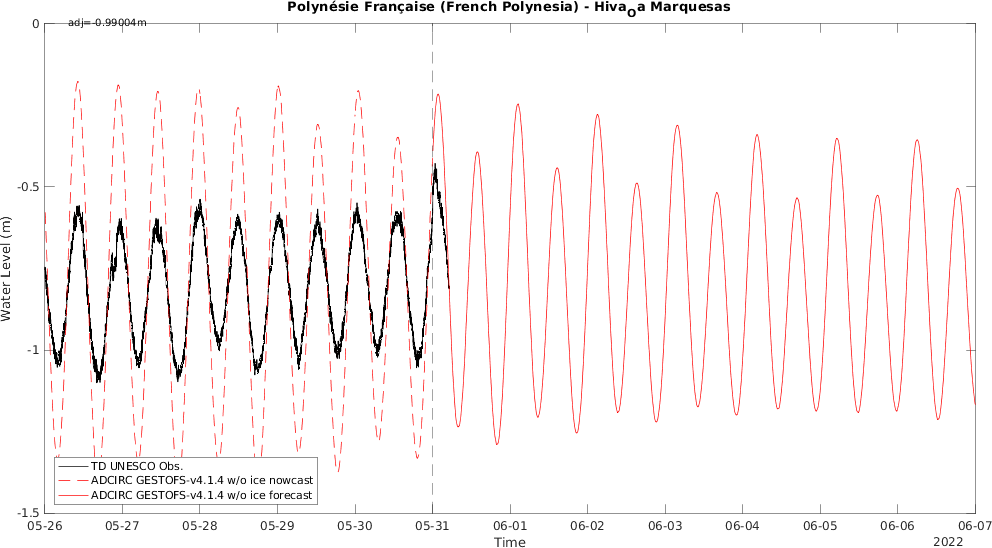 Polynésie Française (French Polynesia) - Hiva_Oa Marquesas
adj=-0.99004m
0
-0.5
-1
-1.5
Water Level (m)
TD UNESCO Obs.
ADCIRC GESTOFS-v4.1.4 w/o ice nowcast
ADCIRC GESTOFS-v4.1.4 w/o ice forecast
05-26 05-27 05-28 05-29 05-30 05-31 06-01 06-02 06-03 06-04 06-05 06-06 06-07
Time
2022